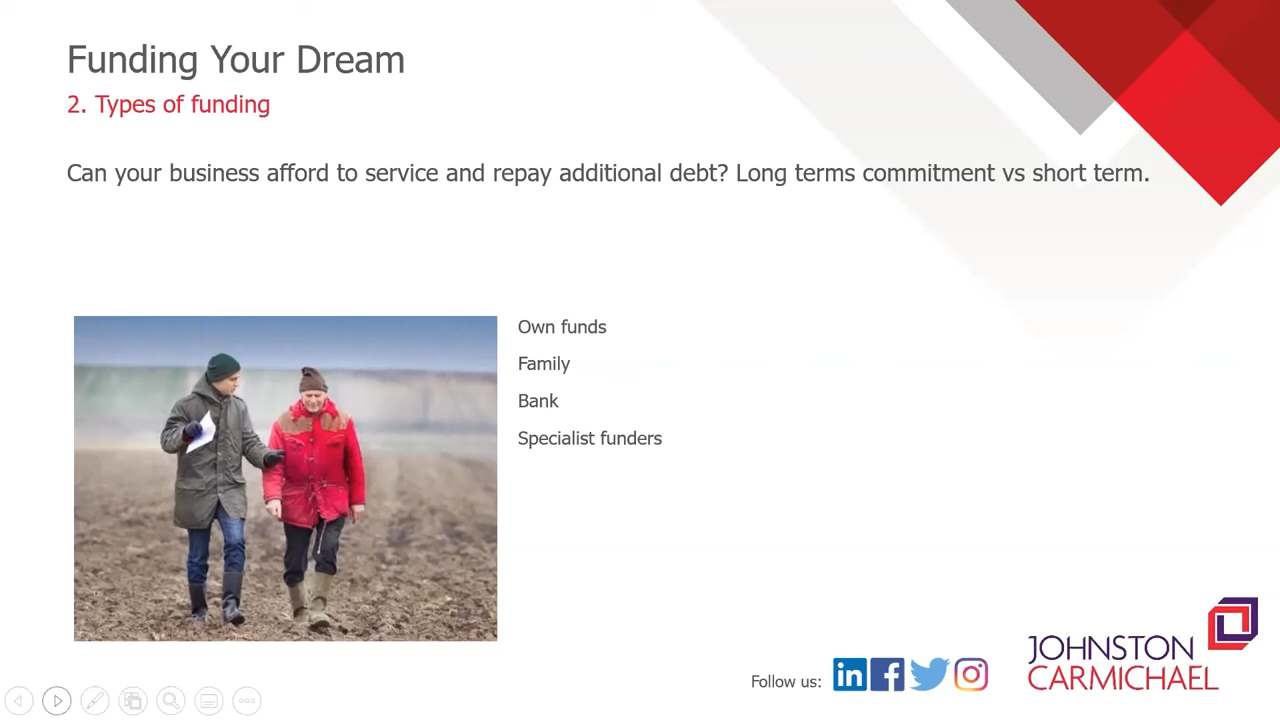 Funding Your Dream
2. Types of funding
Can your business afford to service and repay additional debt? Long terms commitment vs short term.
Own funds
Family
Bank
Specialist funders
Follow us:
JOHNSTON
CARMICHAEL